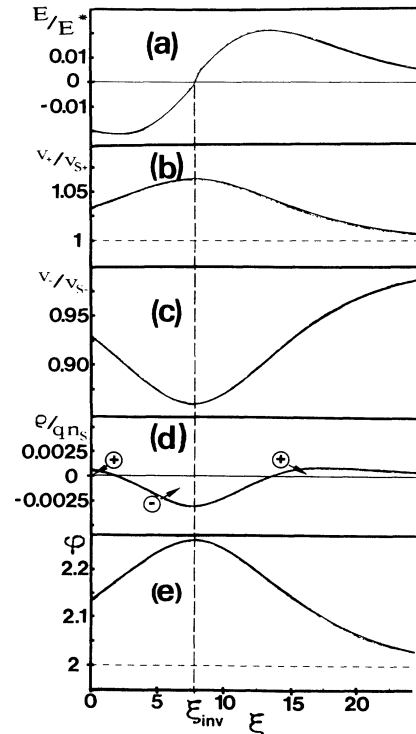 E/E*
(a)
0.01
0
-0.01
v+/vS+
(b)
1.05
1
v-/vS-
(c)
0.95
0.90
ρ/qnS
(d)
0.0025
0
-0.0025
+
-
+
φ
(e)
2.2
2.1
2
0
5
10
15
20
ξinv
ξ